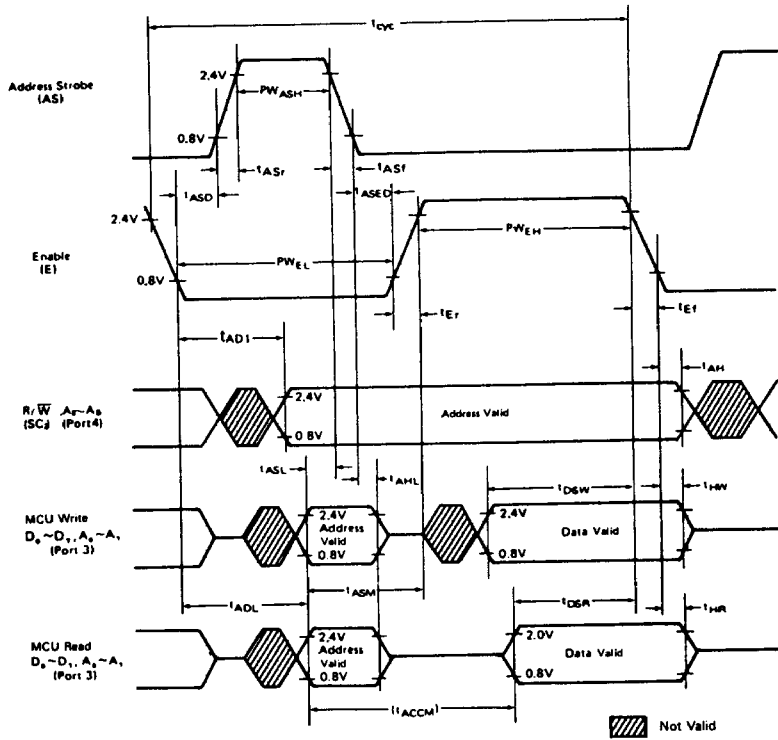 tcyc
Address Strobe
(AS)
2.4V
PWASH
0.8V
tASr
tASf
tASD
tASED
2.4V
Enable
(E)
0.8V
PWEL
PWEH
tEr
tEf
tAD1
tAH
R/W̅ A₈~A
(SC₂) (Port4)
2.4V
Address Valid
0.8V
tASL
tAHL
tDSW
tHW
MCU Write
D₀~D₇, A₀~A₇
(Port 3)
2.4V
Address
Valid
0.8V
2.4V
Data Valid
0.8V
tADL
tASM
tDSR
tHR
MCU Read
D₀~D₇, A₀~A₇
(Port 3)
2.4V
Address
Valid
0.8V
2.0V
Data Valid
0.8V
(tACCM)
Not Valid